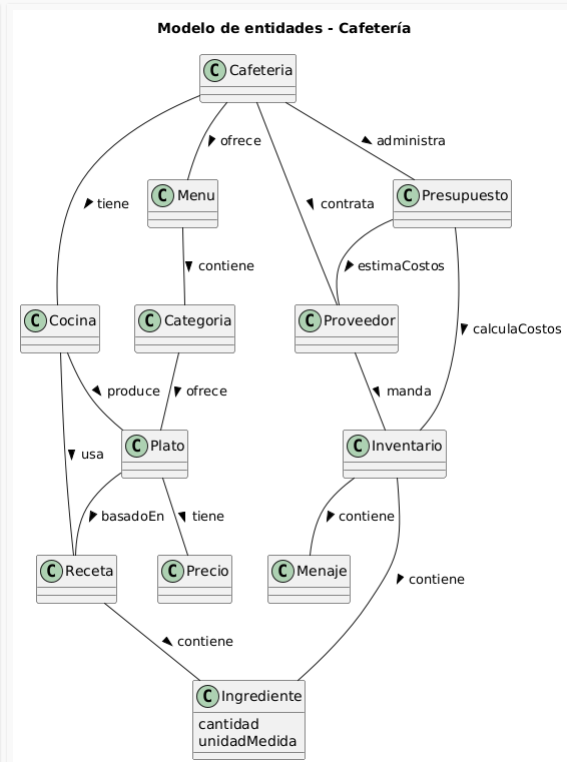 Modelo de entidades - Cafetería
C Cafeteria
ofrece
administra
tiene
C Menu
contrata
C Presupuesto
contiene
estimaCostos
C Cocina
C Categoria
C Proveedor
calculaCostos
produce
ofrece
manda
usa
C Plato
C Inventario
basadoEn
tiene
contiene
C Receta
C Precio
C Menaje
contiene
contiene
C Ingrediente
cantidad
unidadMedida